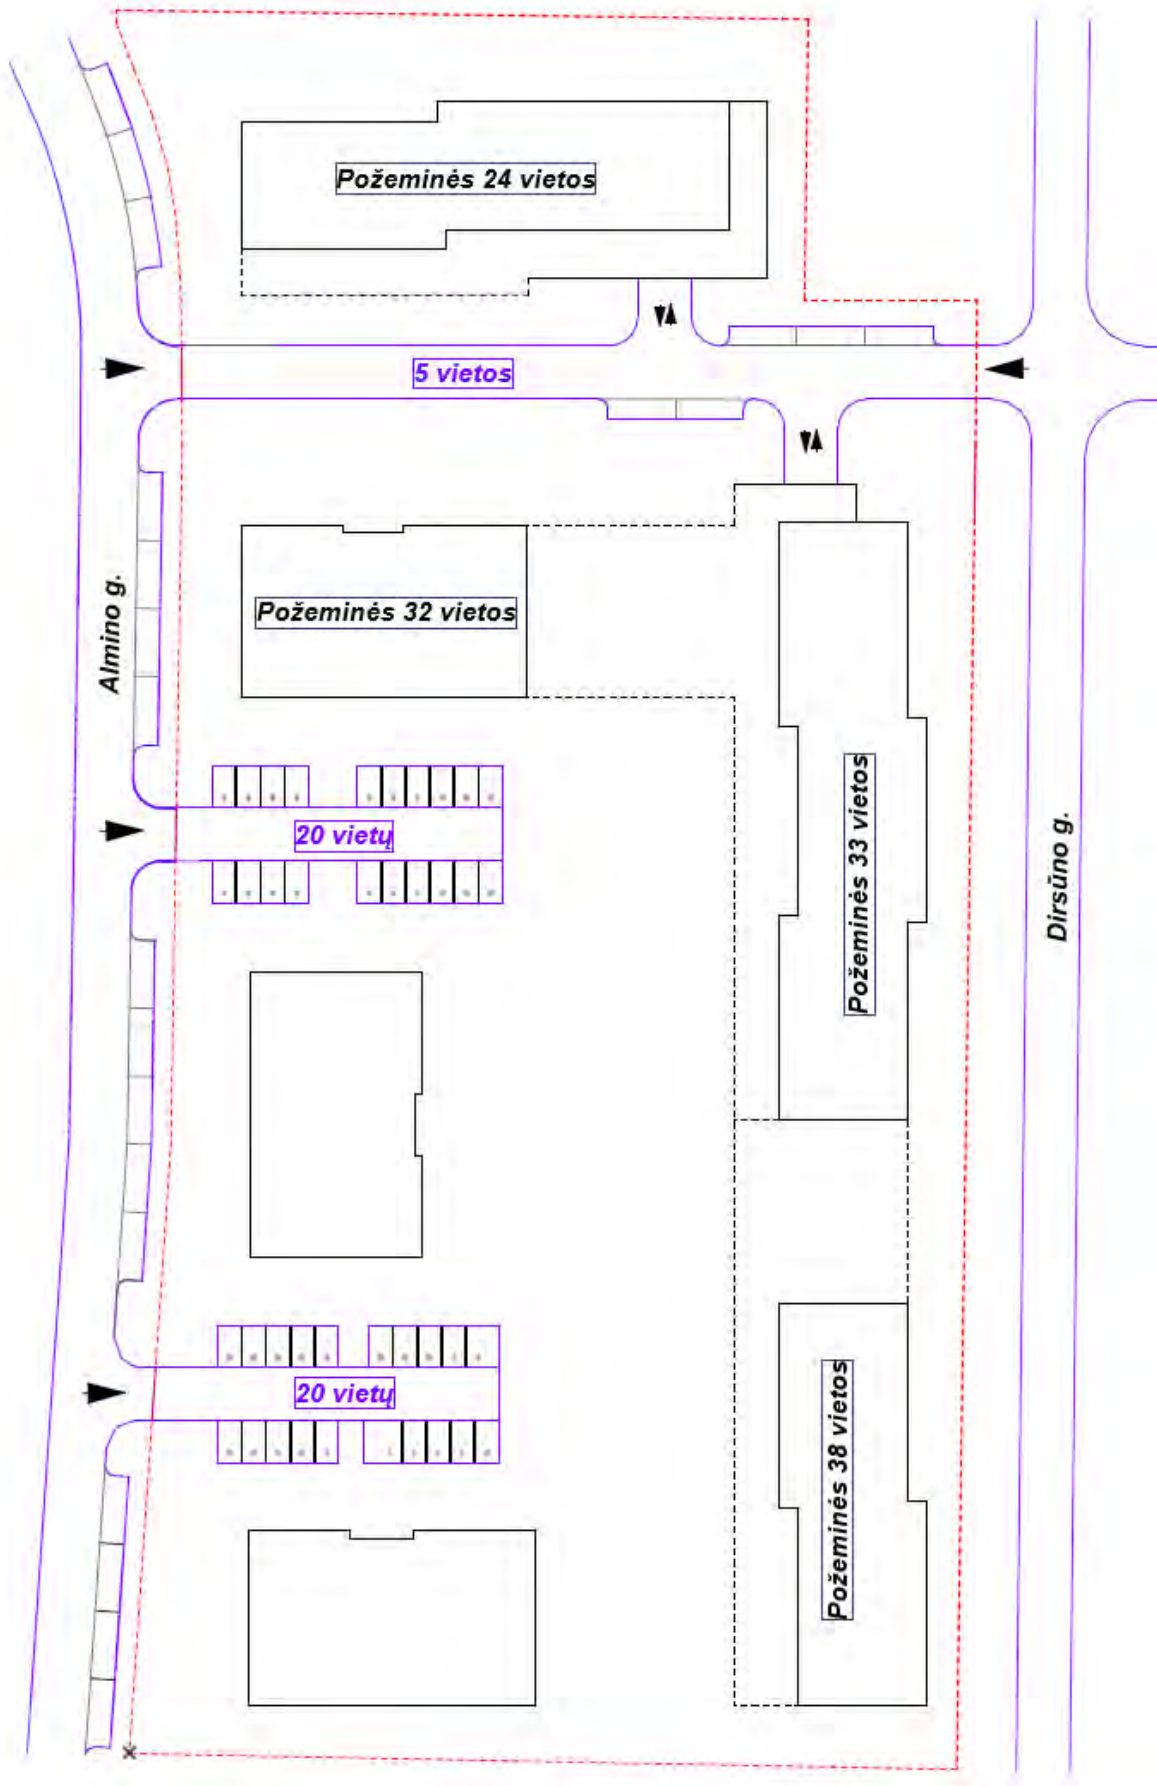 Požeminės 24 vietos
5 vietos
Almino g.
Požeminės 32 vietos
20 vietų
Požeminės 33 vietos
Dirsūno g.
20 vietų
Požeminės 38 vietos